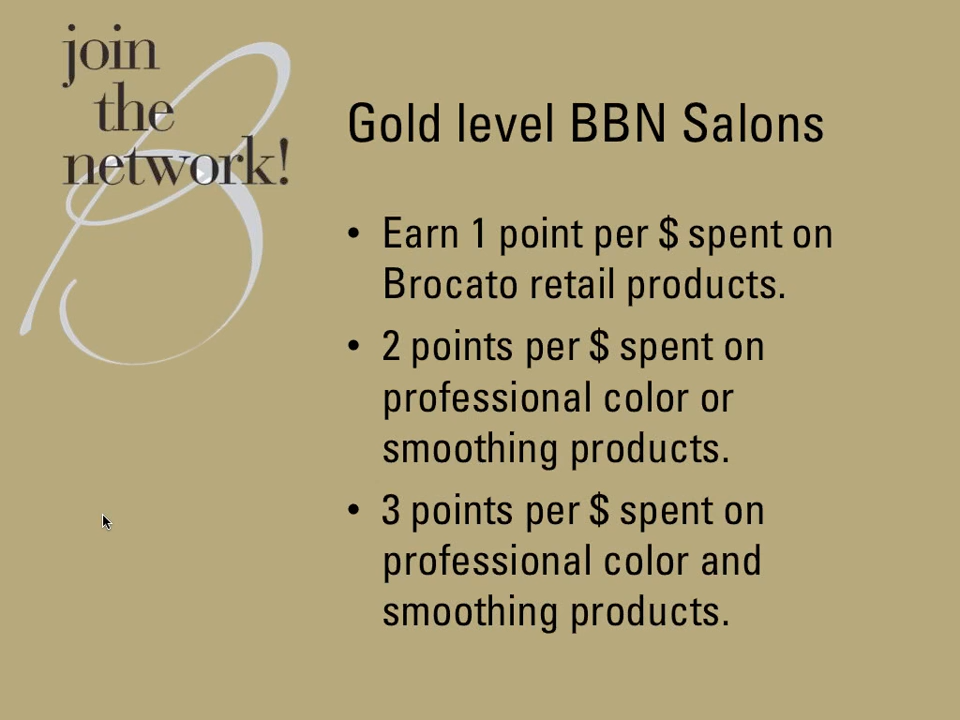 join
the
network!
Gold level BBN Salons
• Earn 1 point per $ spent on
Brocato retail products.
• 2 points per $ spent on
professional color or
smoothing products.
• 3 points per $ spent on
professional color and
smoothing products.